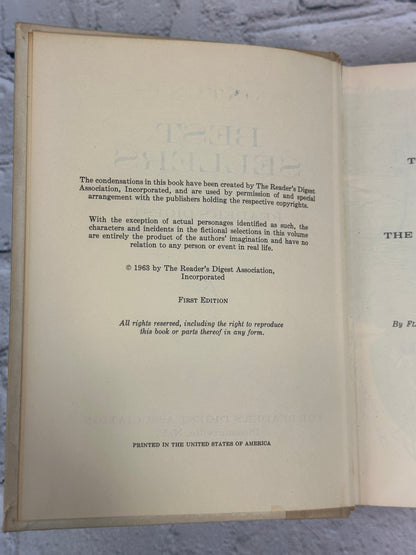 The condensations in this book have been created by The Reader's Digest
Association, Incorporated, and are used by permission of and special
arrangement with the publishers holding the respective copyrights.
With the exception of actual personages identified as such, the
characters and incidents in the fictional selections in this volume
are entirely the product of the authors' imagination and have no
relation to any person or event in real life.
© 1963 by The Reader's Digest Association,
Incorporated
First Edition
All rights reserved, including the right to reproduce
this book or parts thereof in any form.
PRINTED IN THE UNITED STATES OF AMERICA
T
THE
By Fl